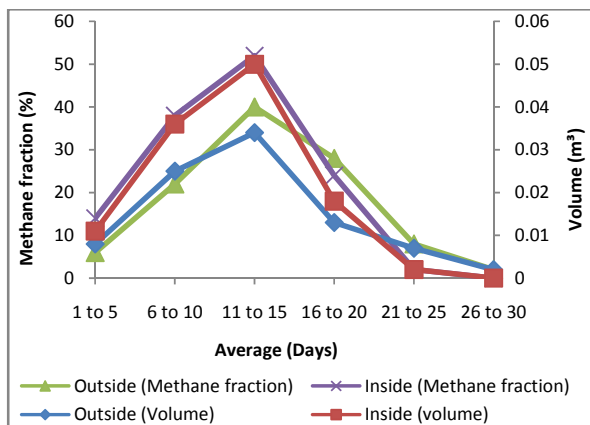 60
50
40
30
20
10
0
Methane fraction (%)
0.06
0.05
0.04
0.03
0.02
0.01
0
Volume (m³)
1 to 5 6 to 10 11 to 15 16 to 20 21 to 25 26 to 30
Average (Days)
Outside (Methane fraction) Inside (Methane fraction)
Outside (Volume) Inside (volume)